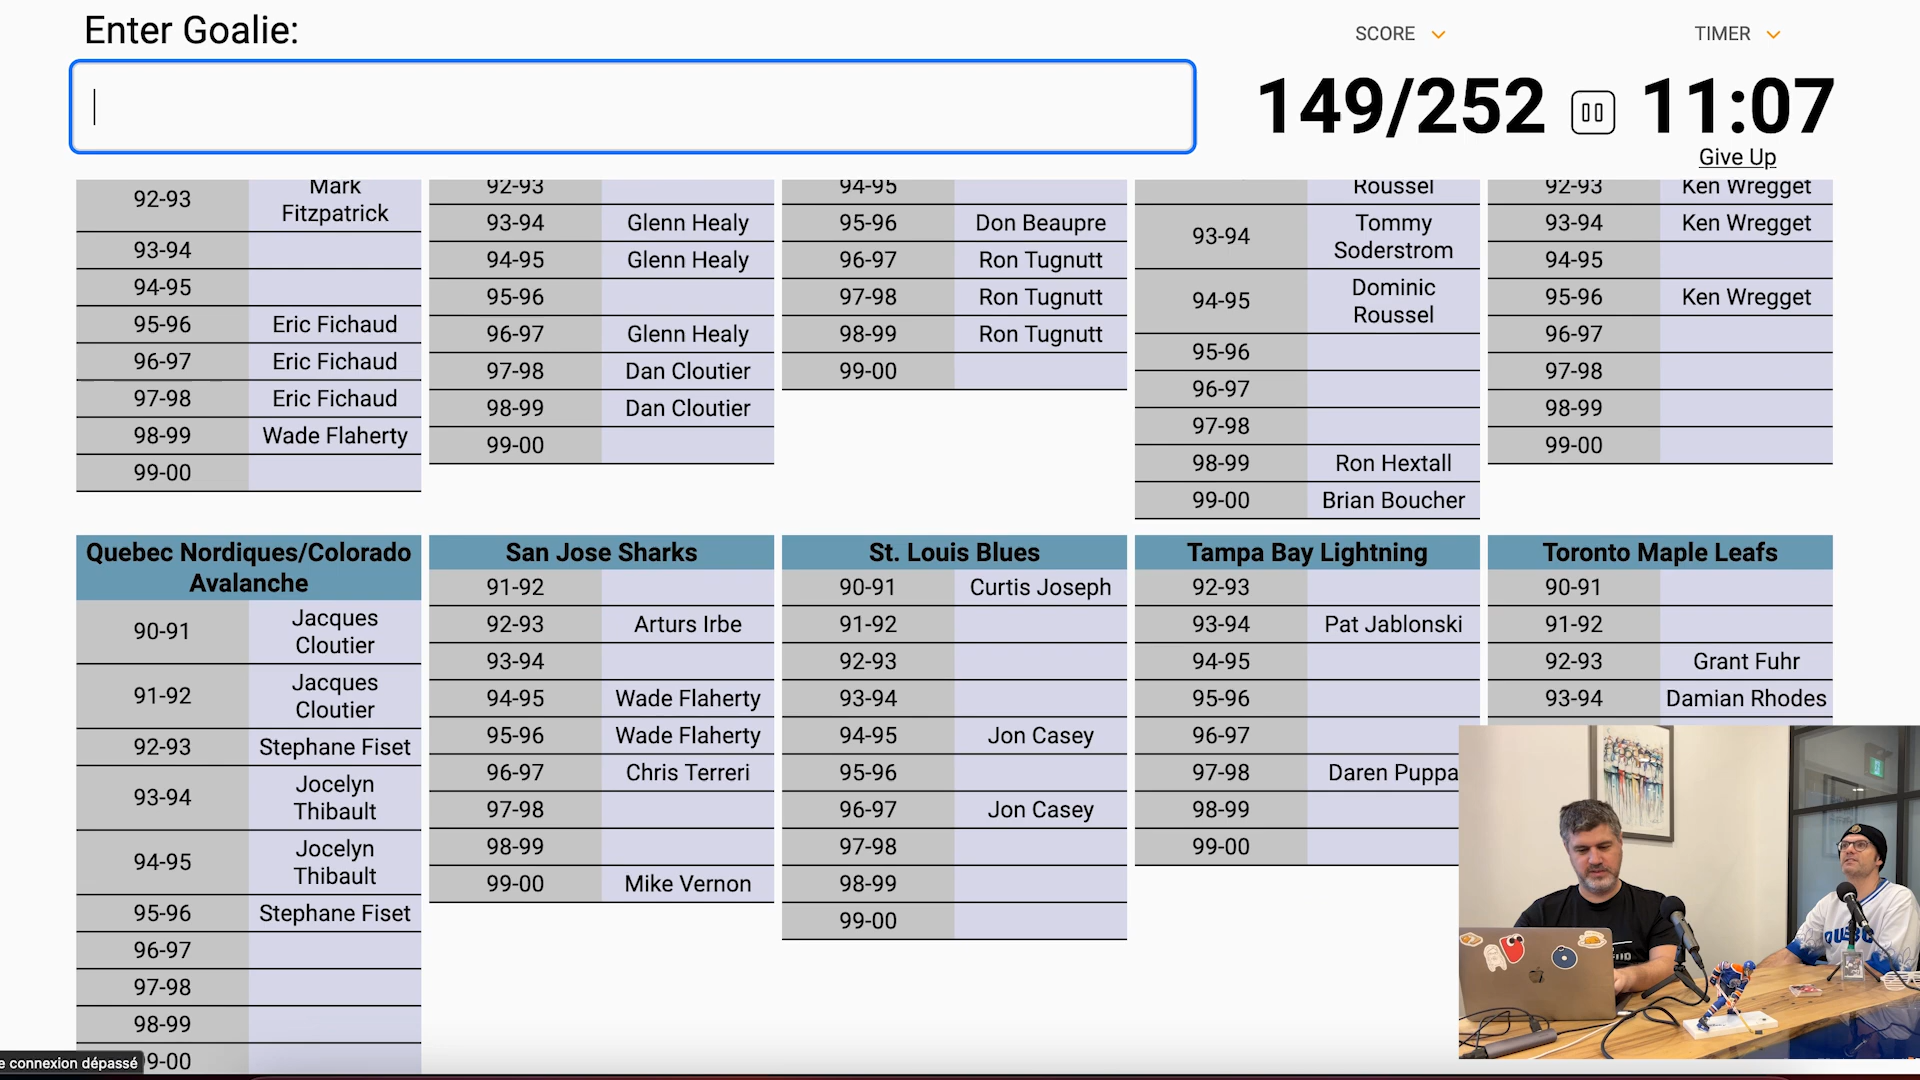 Enter Goalie:
SCORE
TIMER
149/252
11:07
Give Up
92-93 Mark Fitzpatrick
93-94
94-95
95-96 Eric Fichaud
96-97 Eric Fichaud
97-98 Eric Fichaud
98-99 Wade Flaherty
99-00
92-93
93-94 Glenn Healy
94-95 Glenn Healy
95-96
96-97 Glenn Healy
97-98 Dan Cloutier
98-99 Dan Cloutier
99-00
94-95
95-96 Don Beaupre
96-97 Ron Tugnutt
97-98 Ron Tugnutt
98-99 Ron Tugnutt
99-00
Roussel
93-94 Tommy Soderstrom
94-95 Dominic Roussel
95-96
96-97
97-98
98-99 Ron Hextall
99-00 Brian Boucher
92-93 Ken Wregget
93-94 Ken Wregget
94-95
95-96 Ken Wregget
96-97
97-98
98-99
99-00
Quebec Nordiques/Colorado Avalanche
90-91 Jacques Cloutier
91-92 Jacques Cloutier
92-93 Stephane Fiset
93-94 Jocelyn Thibault
94-95 Jocelyn Thibault
95-96 Stephane Fiset
96-97
97-98
98-99
9-00
San Jose Sharks
91-92
92-93 Arturs Irbe
93-94
94-95 Wade Flaherty
95-96 Wade Flaherty
96-97 Chris Terreri
97-98
98-99
99-00 Mike Vernon
St. Louis Blues
90-91 Curtis Joseph
91-92
92-93
93-94
94-95 Jon Casey
95-96
96-97 Jon Casey
97-98
98-99
99-00
Tampa Bay Lightning
92-93
93-94 Pat Jablonski
94-95
95-96
96-97
97-98 Daren Puppa
98-99
99-00
Toronto Maple Leafs
90-91
91-92
92-93 Grant Fuhr
93-94 Damian Rhodes
e connexion dépassé